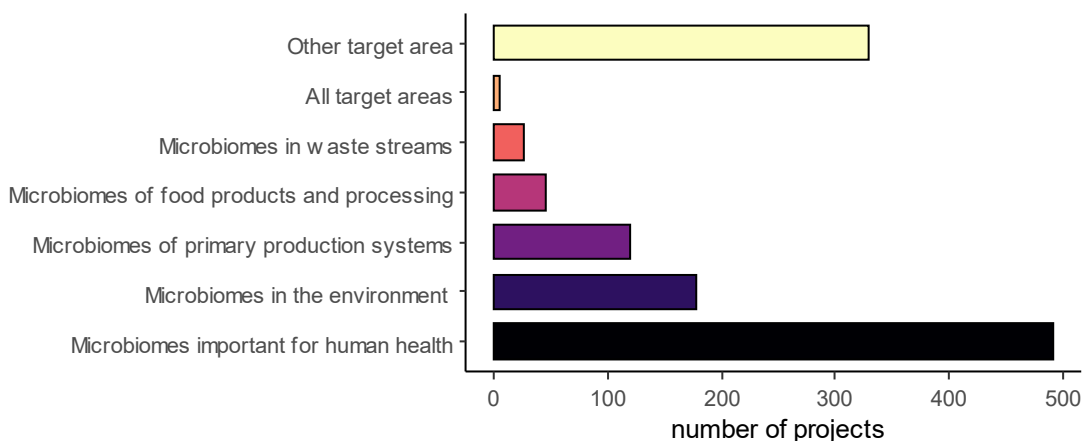 Other target area
All target areas
Microbiomes in waste streams
Microbiomes of food products and processing
Microbiomes of primary production systems
Microbiomes in the environment
Microbiomes important for human health
0 100 200 300 400 500
number of projects